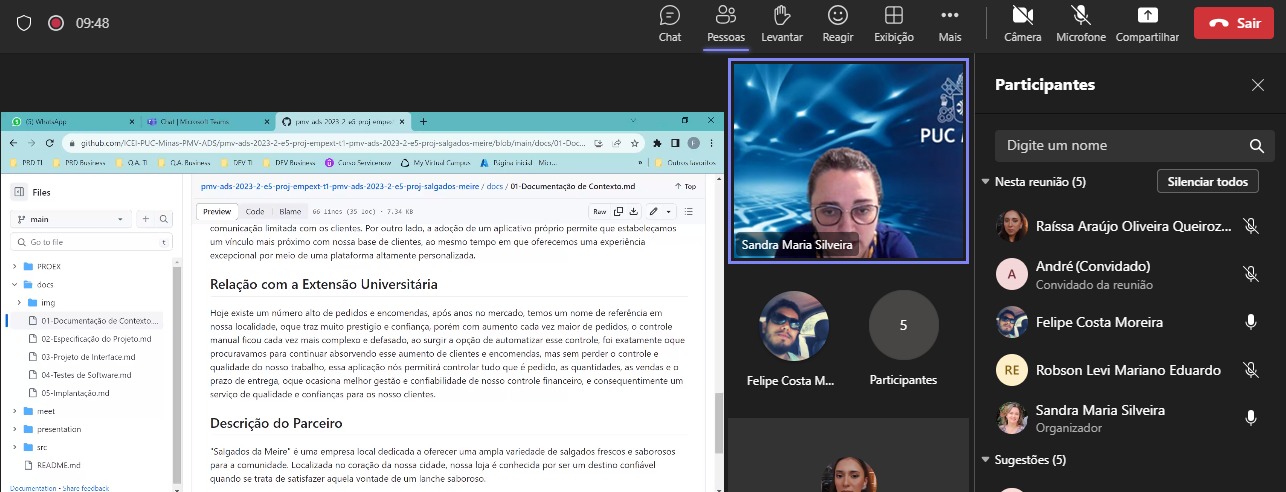 09:48
Chat
Pessoas
Levantar
Reagir
Exibição
Mais
Câmera
Microfone
Compartilhar
Sair
(5) WhatsApp
Chat | Microsoft Teams
pmv-ads-2023-2-e5-proj-empext
github.com/ICEI-PUC-Minas-PMV-ADS/pmv-ads-2023-2-e5-proj-empext-t1-pmv-ads-2023-2-e5-proj-salgados-meire/blob/main/docs/01-Doc...
PRD TI
PRD Business
Q.A. TI
Q.A. Business
DEV TI
DEV Business
Curso Servicenow
My Virtual Campus
Página inicial - Micr...
»
Outros favoritos
Files
main
Go to file
t
PROEX
docs
img
01-Documentação de Contexto....
02-Especificação do Projeto.md
03-Projeto de Interface.md
04-Testes de Software.md
05-Implantação.md
meet
presentation
src
README.md
Documentation • Share feedback
pmv-ads-2023-2-e5-proj-empext-t1-pmv-ads-2023-2-e5-proj-salgados-meire / docs / 01-Documentação de Contexto.md
Top
Preview
Code
Blame
66 lines (35 loc) · 7.34 KB
Raw
comunicação limitada com os clientes. Por outro lado, a adoção de um aplicativo próprio permite que estabeleçamos
um vínculo mais próximo com nossa base de clientes, ao mesmo tempo em que oferecemos uma experiência
excepcional por meio de uma plataforma altamente personalizada.
Relação com a Extensão Universitária
Hoje existe um número alto de pedidos e encomendas, após anos no mercado, temos um nome de referência em
nossa localidade, oque traz muito prestigio e confiança, porém com aumento cada vez maior de pedidos, o controle
manual ficou cada vez mais complexo e defasado, ao surgir a opção de automatizar esse controle, foi exatamente oque
procuravamos para continuar absorvendo esse aumento de clientes e encomendas, mas sem perder o controle e
qualidade do nosso trabalho, essa aplicação nós permitirá controlar tudo que é pedido, as quantidades, as vendas e o
prazo de entrega, oque ocasiona melhor gestão e confiabilidade de nosso controle financeiro, e consequentimente um
serviço de qualidade e confianças para os nosso clientes.
Descrição do Parceiro
"Salgados da Meire" é uma empresa local dedicada a oferecer uma ampla variedade de salgados frescos e saborosos
para a comunidade. Localizada no coração da nossa cidade, nossa loja é conhecida por ser um destino confiável
quando se trata de satisfazer aquela vontade de um lanche saboroso.
PUC
Sandra Maria Silveira
Felipe Costa M...
5
Participantes
Participantes
Digite um nome
Nesta reunião (5)
Silenciar todos
Raíssa Araújo Oliveira Queiroz...
A
André (Convidado)
Convidado da reunião
Felipe Costa Moreira
RE
Robson Levi Mariano Eduardo
Sandra Maria Silveira
Organizador
Sugestões (5)